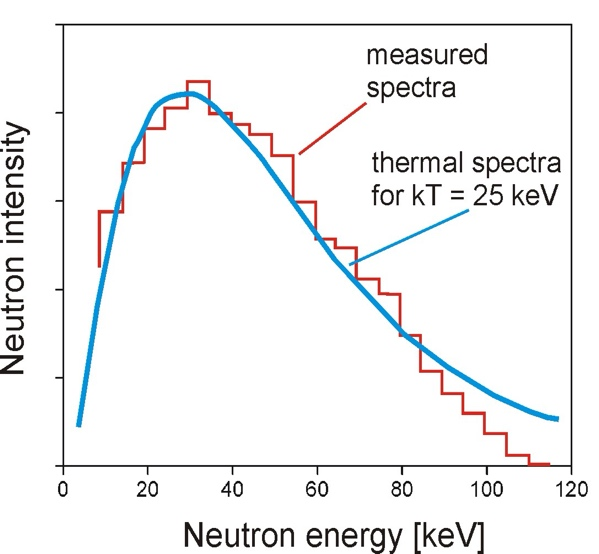 measured
spectra
thermal spectra
for kT = 25 keV
Neutron intensity
0 20 40 60 80 100 120
Neutron energy [keV]